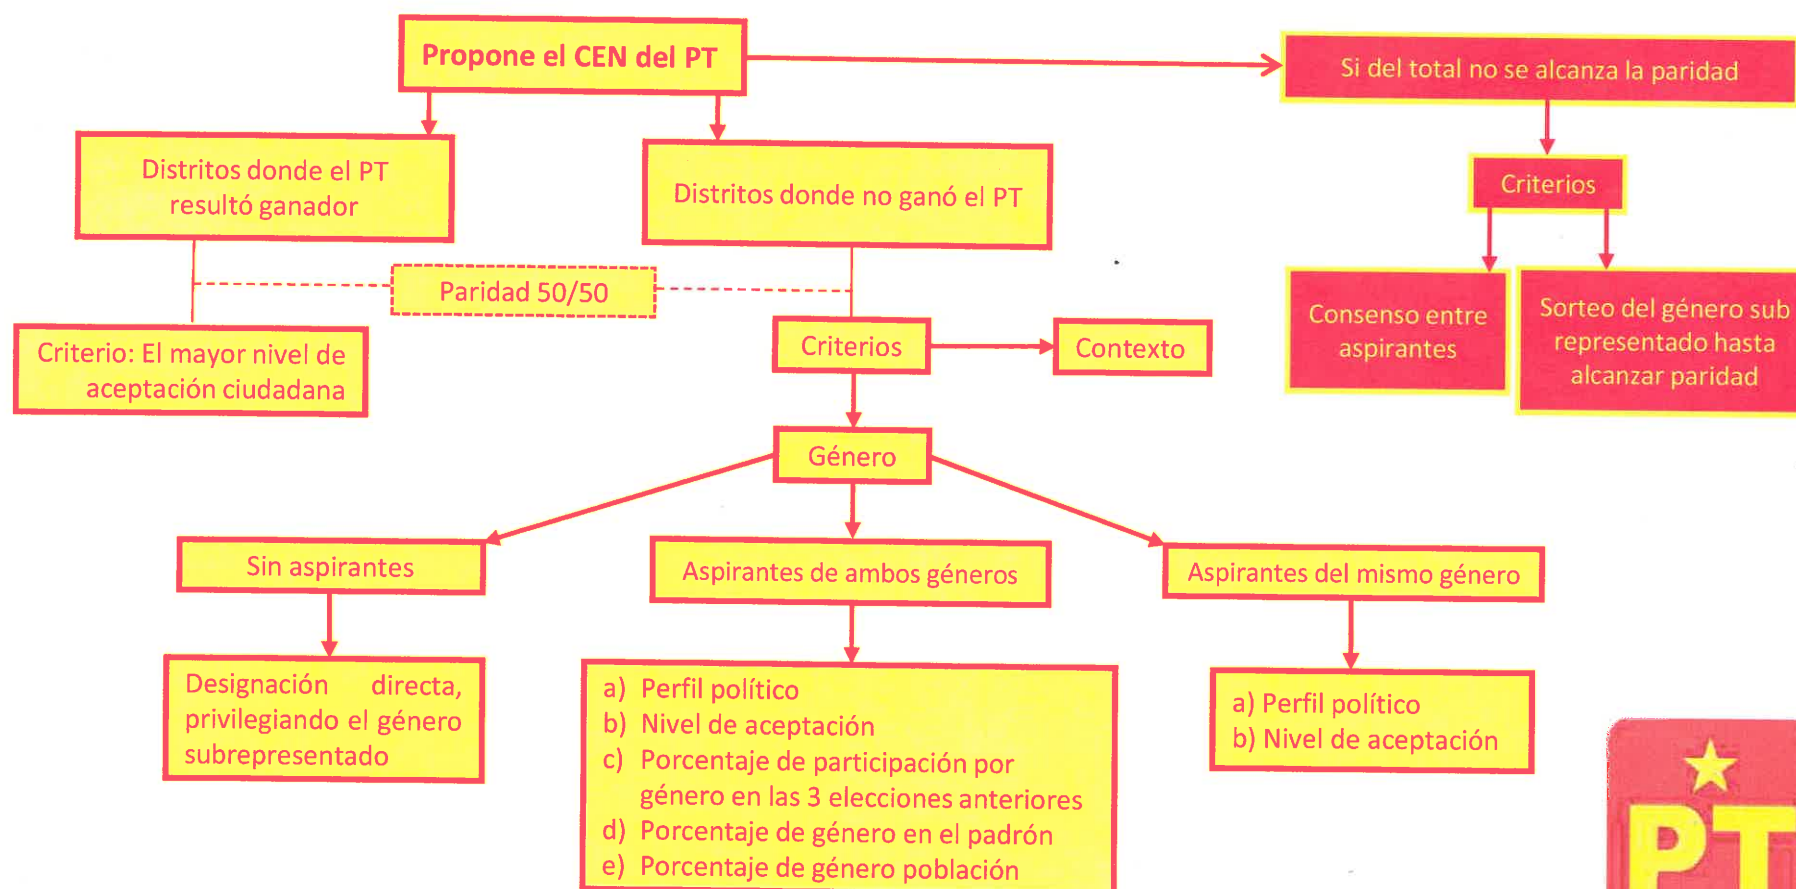 Propone el CEN del PT
Si del total no se alcanza la paridad
Distritos donde el PT
resultó ganador
Distritos donde no ganó el PT
Criterios
Paridad 50/50
Consenso entre
aspirantes
Sorteo del género sub
representado hasta
alcanzar paridad
Criterio: El mayor nivel de
aceptación ciudadana
Criterios
Contexto
Género
Sin aspirantes
Aspirantes de ambos géneros
Aspirantes del mismo género
Designación directa,
privilegiando el género
subrepresentado
a) Perfil político
b) Nivel de aceptación
c) Porcentaje de participación por
género en las 3 elecciones anteriores
d) Porcentaje de género en el padrón
e) Porcentaje de género población
a) Perfil político
b) Nivel de aceptación
PT